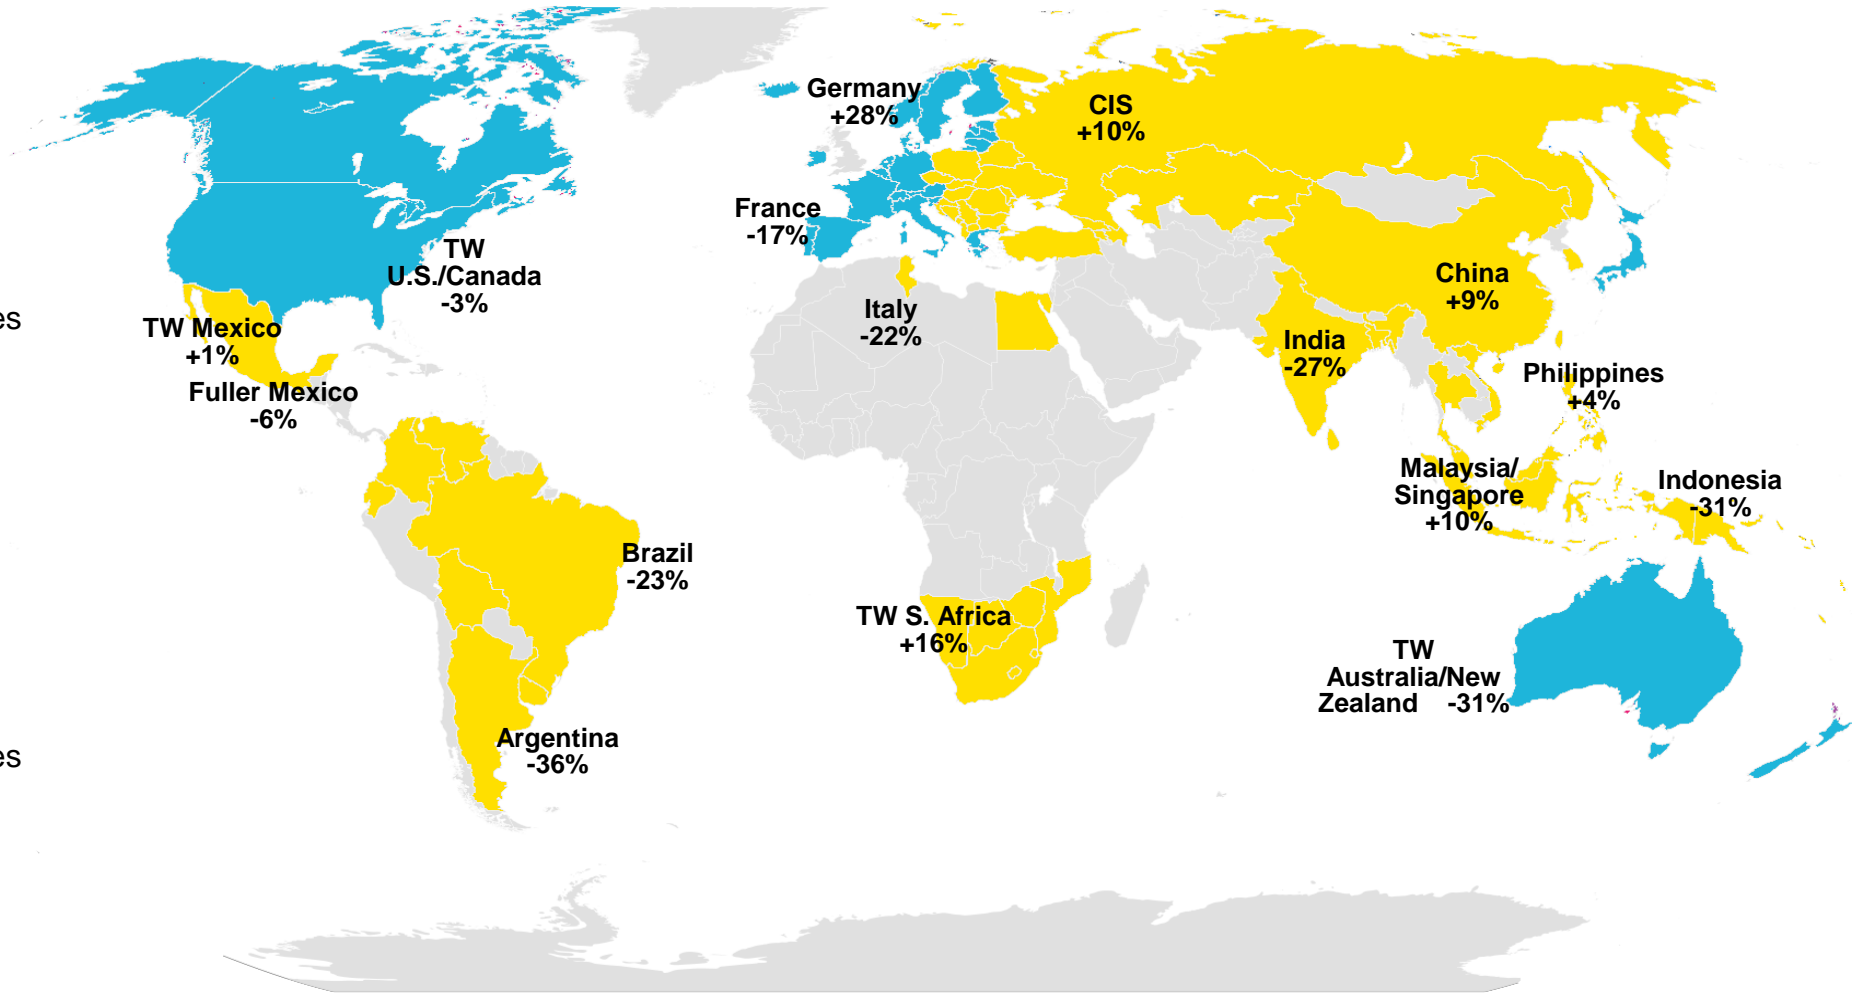 Germany
+28%
CIS
+10%
France
-17%
TW
U.S./Canada
-3%
China
+9%
Italy
-22%
es
TW Mexico
+1%
India
-27%
Philippines
+4%
Fuller Mexico
-6%
Malaysia/
Singapore
+10%
Indonesia
-31%
Brazil
-23%
TW S. Africa
+16%
TW
Australia/New
Zealand -31%
Argentina
-36%
es